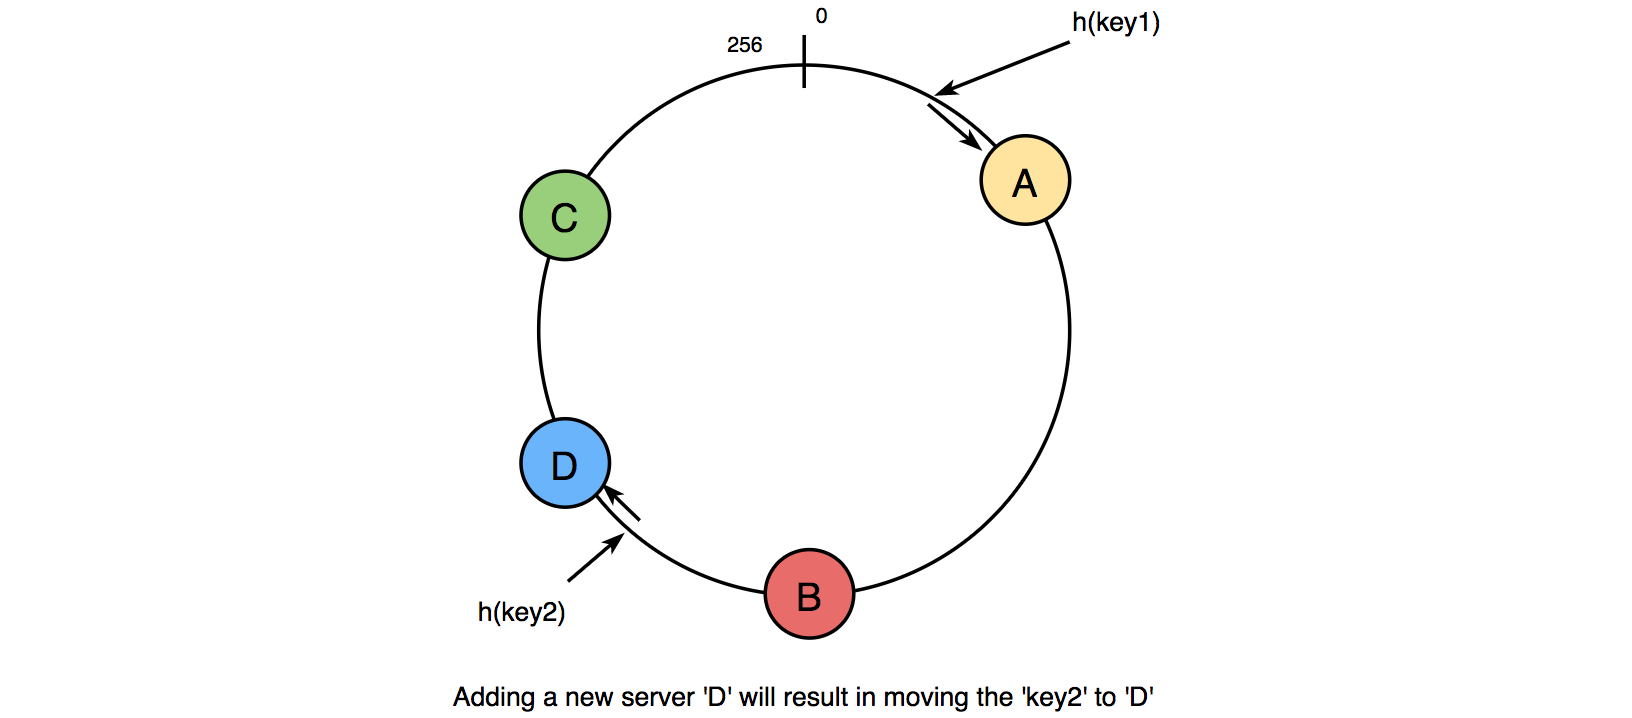 0
256
h(key1)
A
C
D
B
h(key2)
Adding a new server 'D' will result in moving the 'key2' to 'D'